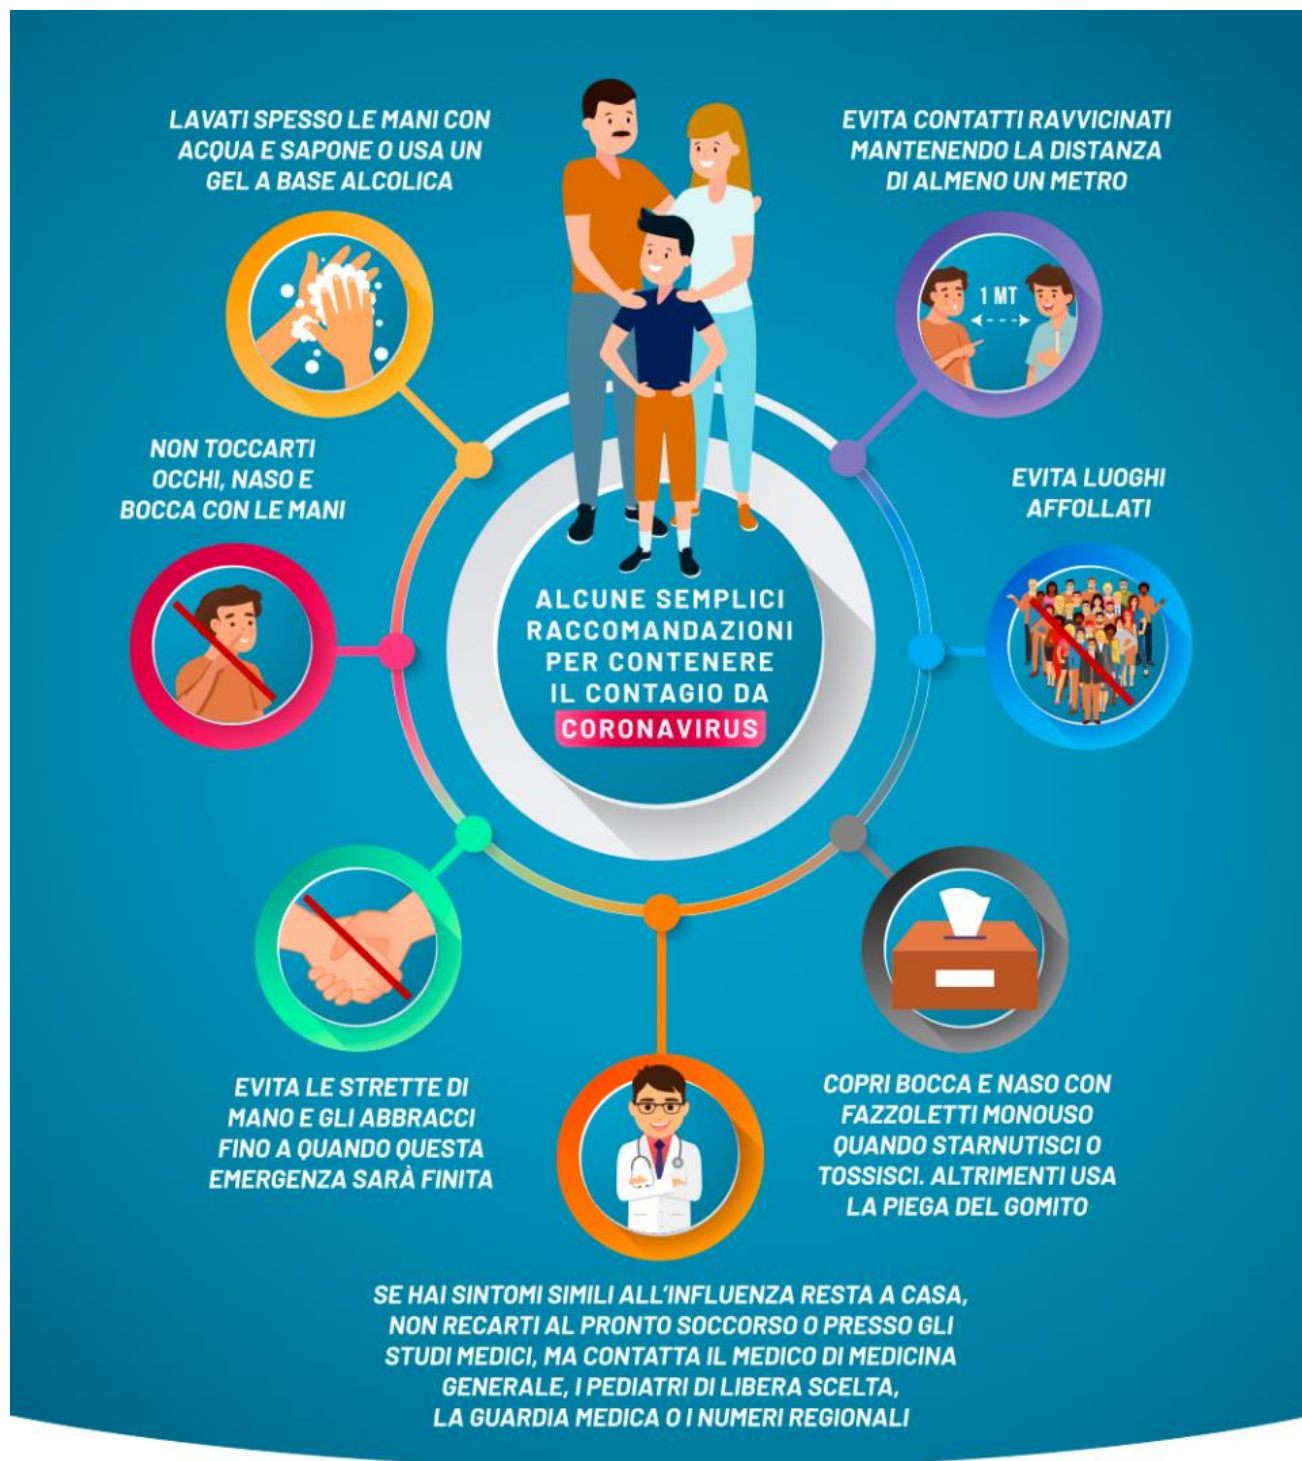 LAVATI SPESSO LE MANI CON
ACQUA E SAPONE O USA UN
GEL A BASE ALCOLICA
EVITA CONTATTI RAVVICINATI
MANTENENDO LA DISTANZA
DI ALMENO UN METRO
1 MT
NON TOCCARTI
OCCHI, NASO E
BOCCA CON LE MANI
EVITA LUOGHI
AFFOLLATI
ALCUNE SEMPLICI
RACCOMANDAZIONI
PER CONTENERE
IL CONTAGIO DA
CORONAVIRUS
EVITA LE STRETTE DI
MANO E GLI ABBRACCI
FINO A QUANDO QUESTA
EMERGENZA SARÀ FINITA
COPRI BOCCA E NASO CON
FAZZOLETTI MONOUSO
QUANDO STARNUTISCI O
TOSSISCI. ALTRIMENTI USA
LA PIEGA DEL GOMITO
SE HAI SINTOMI SIMILI ALL'INFLUENZA RESTA A CASA,
NON RECARTI AL PRONTO SOCCORSO O PRESSO GLI
STUDI MEDICI, MA CONTATTA IL MEDICO DI MEDICINA
GENERALE, I PEDIATRI DI LIBERA SCELTA,
LA GUARDIA MEDICA O I NUMERI REGIONALI